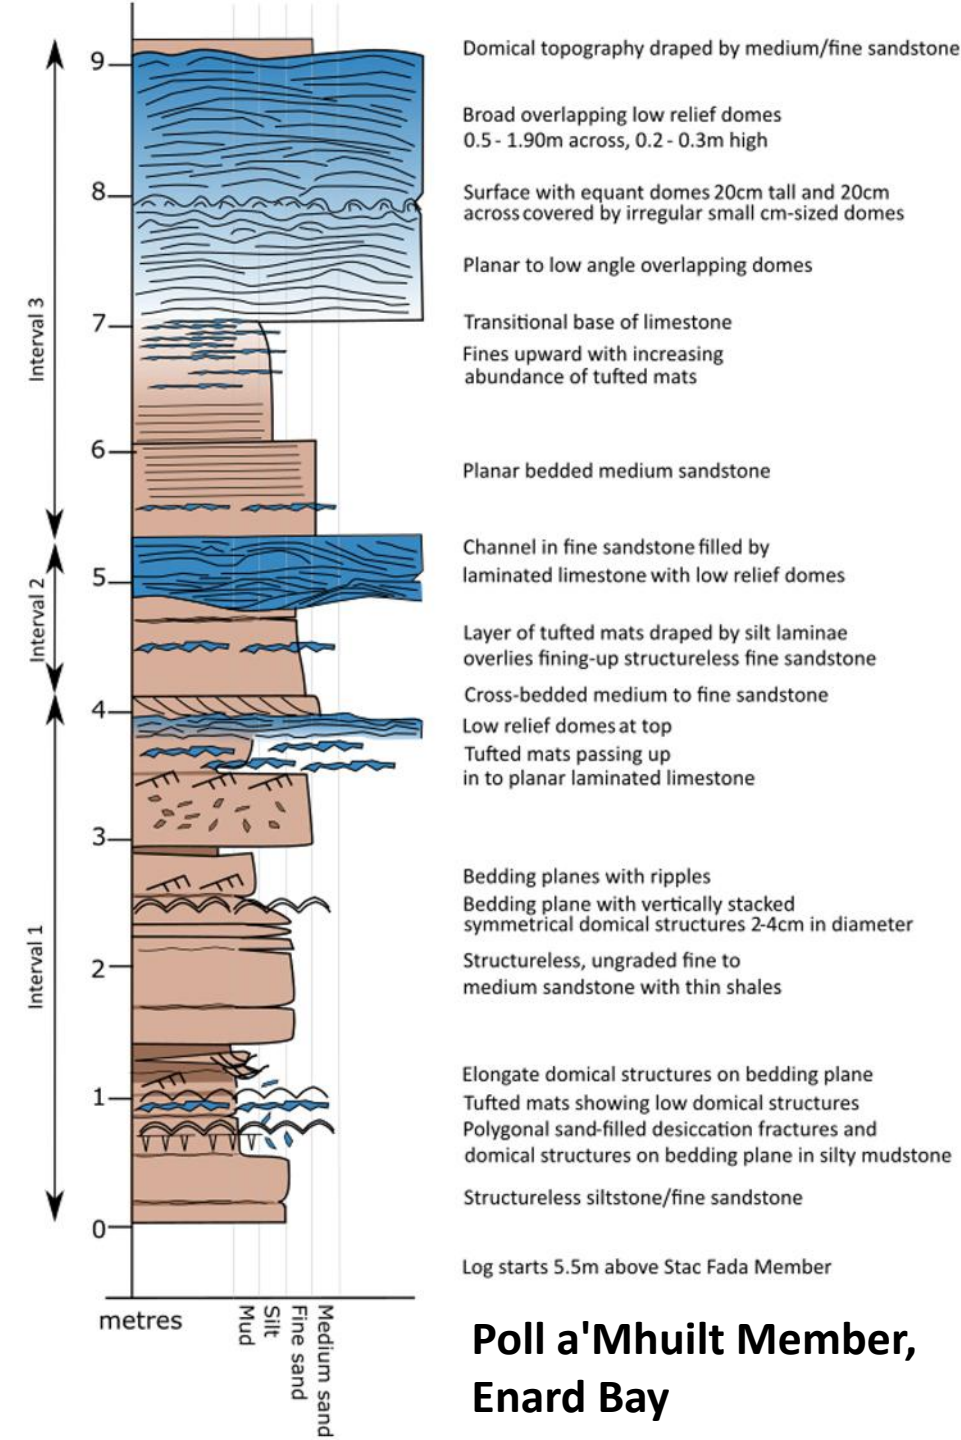 9
Domical topography draped by medium/fine sandstone
Broad overlapping low relief domes
0.5 - 1.90m across, 0.2 - 0.3m high
8
Surface with equant domes 20cm tall and 20cm
across covered by irregular small cm-sized domes
Planar to low angle overlapping domes
Interval 3
7
Transitional base of limestone
Fines upward with increasing
abundance of tufted mats
6
Planar bedded medium sandstone
Channel in fine sandstone filled by
laminated limestone with low relief domes
5
Interval 2
Layer of tufted mats draped by silt laminae
overlies fining-up structureless fine sandstone
Cross-bedded medium to fine sandstone
4
Low relief domes at top
Tufted mats passing up
in to planar laminated limestone
3
Bedding planes with ripples
Bedding plane with vertically stacked
symmetrical domical structures 2-4cm in diameter
Interval 1
2
Structureless, ungraded fine to
medium sandstone with thin shales
Elongate domical structures on bedding plane
1
Tufted mats showing low domical structures
Polygonal sand-filled desiccation fractures and
domical structures on bedding plane in silty mudstone
Structureless siltstone/fine sandstone
0
Log starts 5.5m above Stac Fada Member
metres
Mud
Silt
Fine sand
Medium sand
Poll a'Mhuilt Member,
Enard Bay